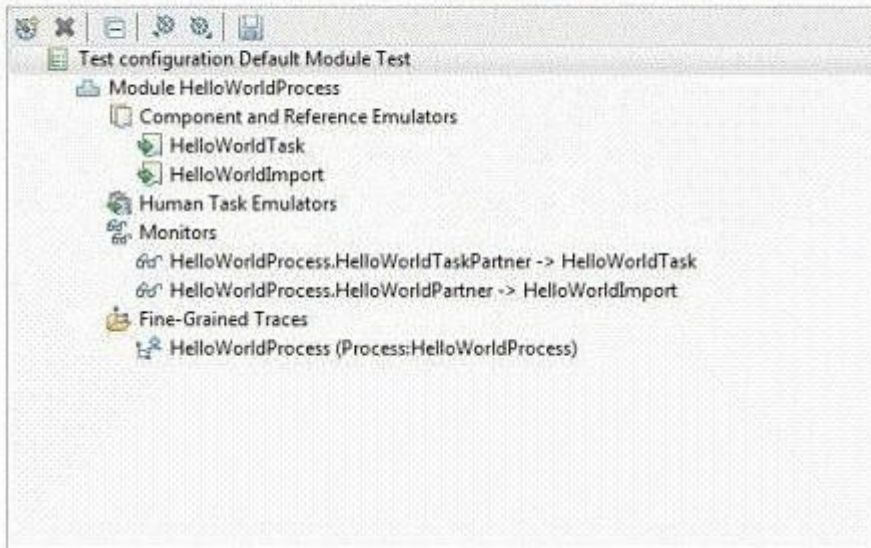 Test configuration Default Module Test
Module HelloWorldProcess
Component and Reference Emulators
HelloWorldTask
HelloWorldImport
Human Task Emulators
Monitors
HelloWorldProcess.HelloWorldTaskPartner -> HelloWorldTask
HelloWorldProcess.HelloWorldPartner -> HelloWorldImport
Fine-Grained Traces
HelloWorldProcess (Process:HelloWorldProcess)